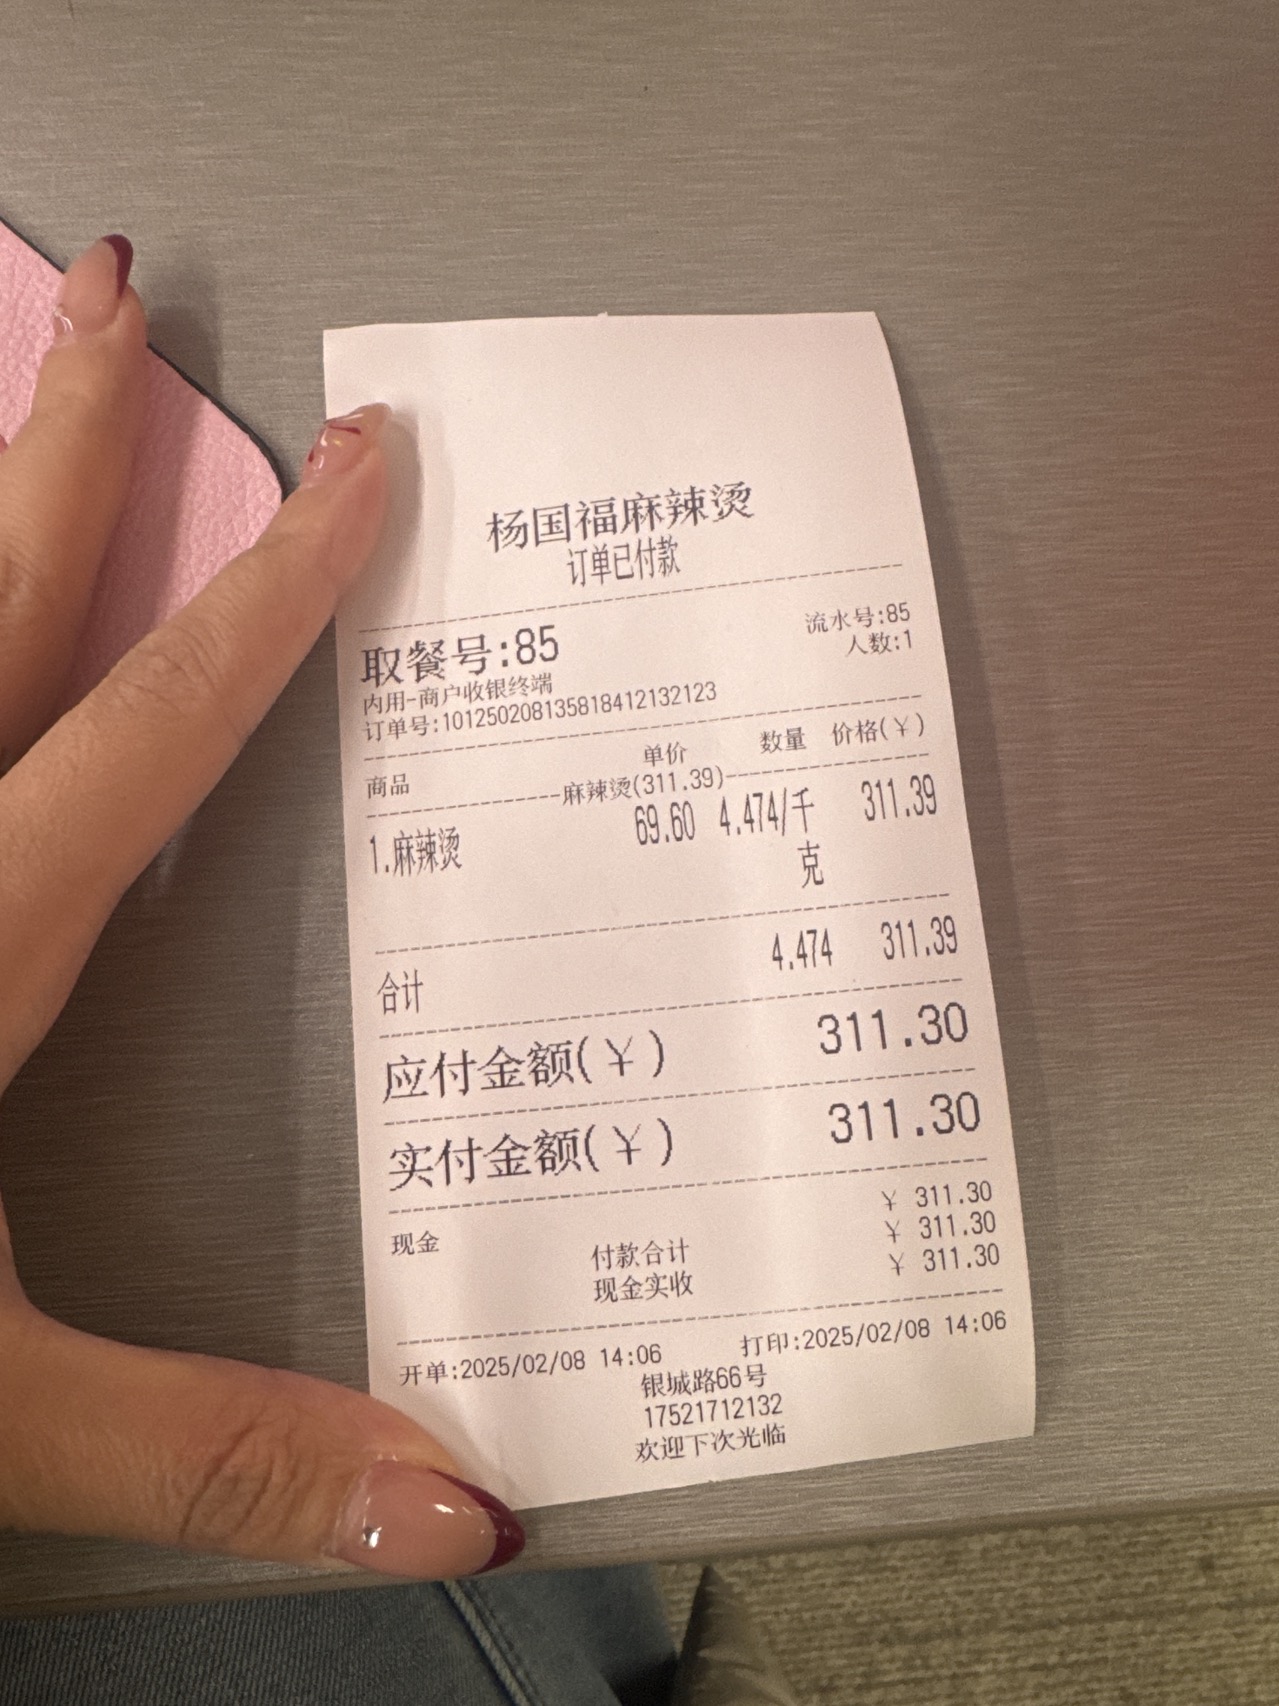 杨国福麻辣烫
订单已付款
取餐号:85 流水号:85
内用-商户收银终端 人数:1
订单号:101250208135818412132123
商品 单价 数量 价格(¥)
麻辣烫(311.39)
1.麻辣烫 69.60 4.474/千克 311.39
合计 4.474 311.39
应付金额(¥) 311.30
实付金额(¥) 311.30
现金 ¥ 311.30
付款合计 ¥ 311.30
现金实收 ¥ 311.30
开单:2025/02/08 14:06 打印:2025/02/08 14:06
银城路66号
17521712132
欢迎下次光临